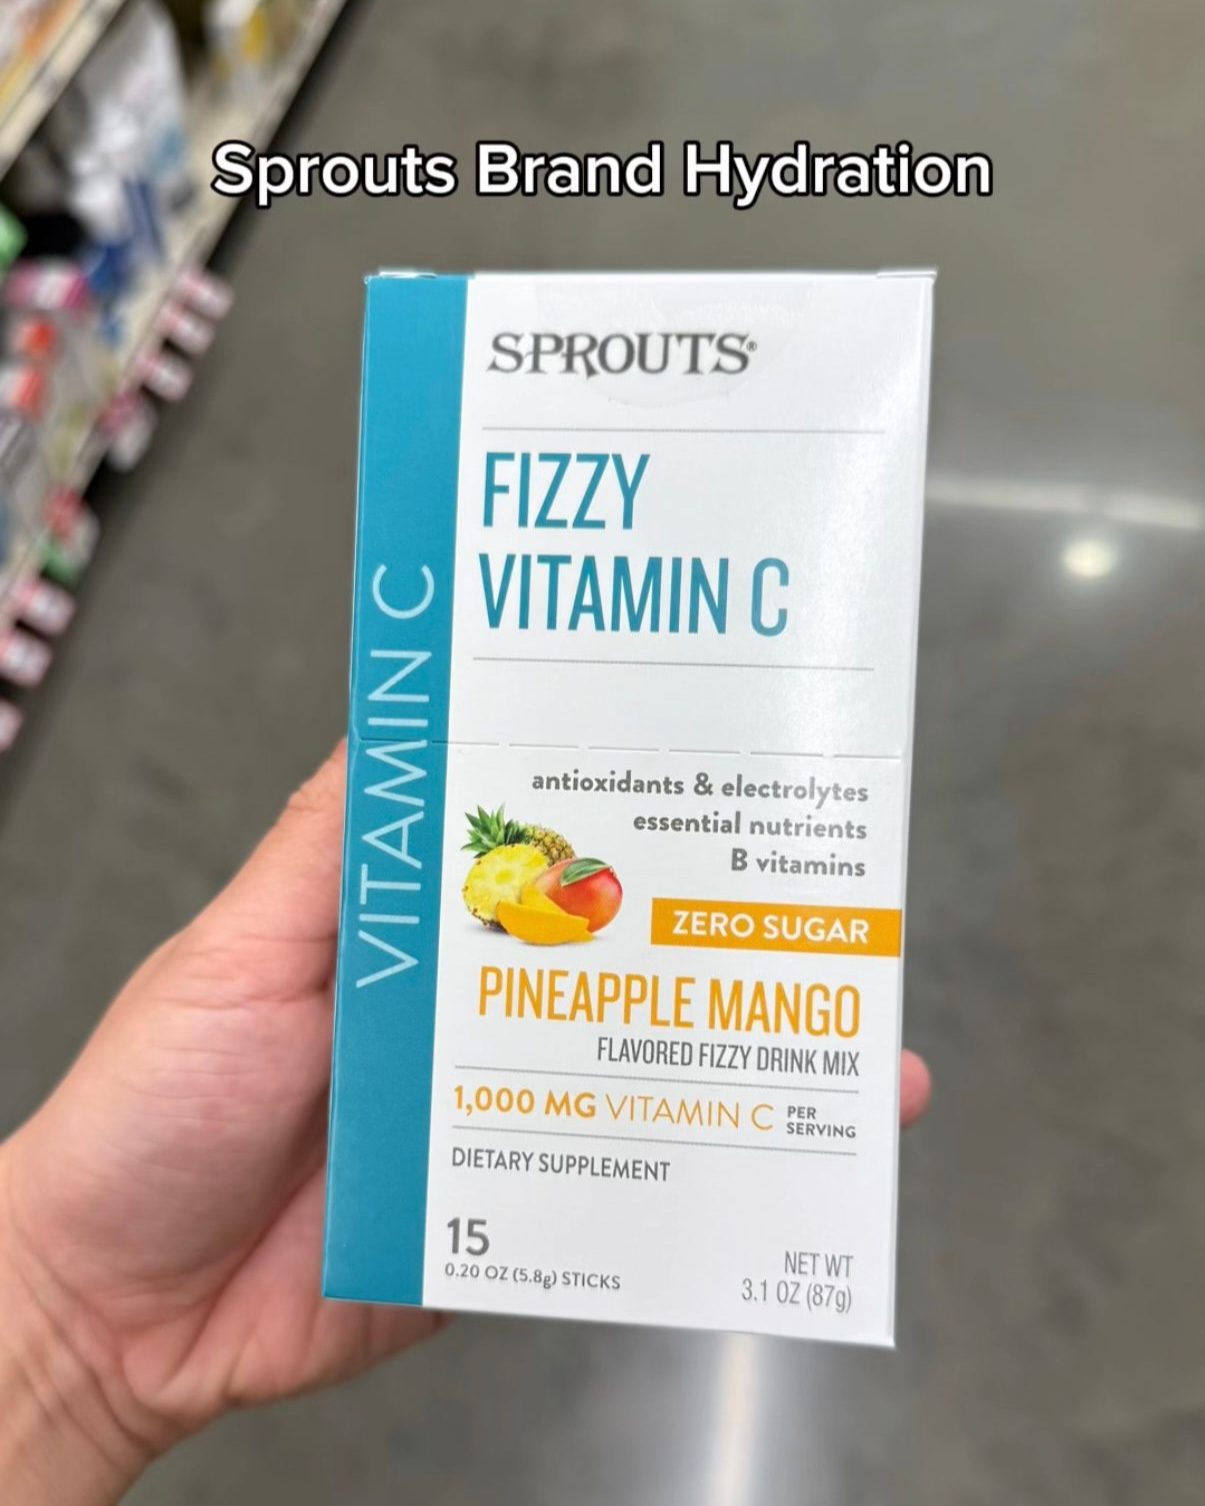 Sprouts Brand Hydration
SPROUTS®
FIZZY
VITAMIN C
VITAMIN C
antioxidants & electrolytes
essential nutrients
B vitamins
ZERO SUGAR
PINEAPPLE MANGO
FLAVORED FIZZY DRINK MIX
1,000 MG VITAMIN C PER
SERVING
DIETARY SUPPLEMENT
15
0.20 OZ (5.8g) STICKS
NET WT
3.1 OZ (87g)